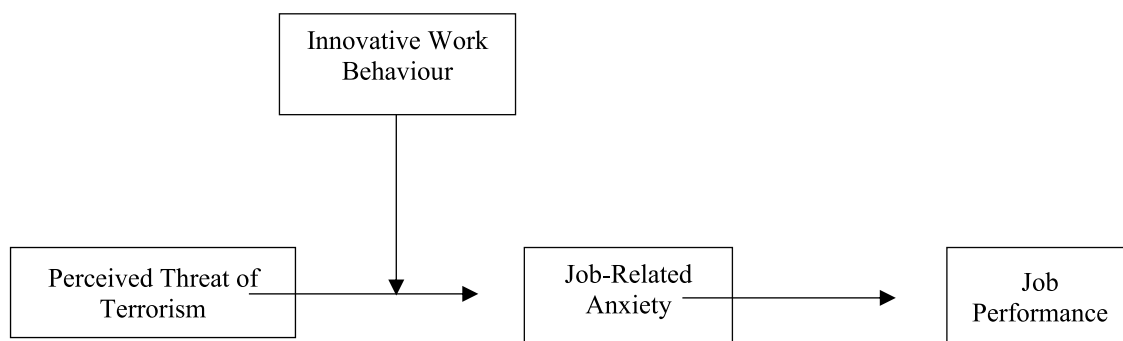 Innovative Work
Behaviour
Perceived Threat of
Terrorism
Job-Related
Anxiety
Job
Performance